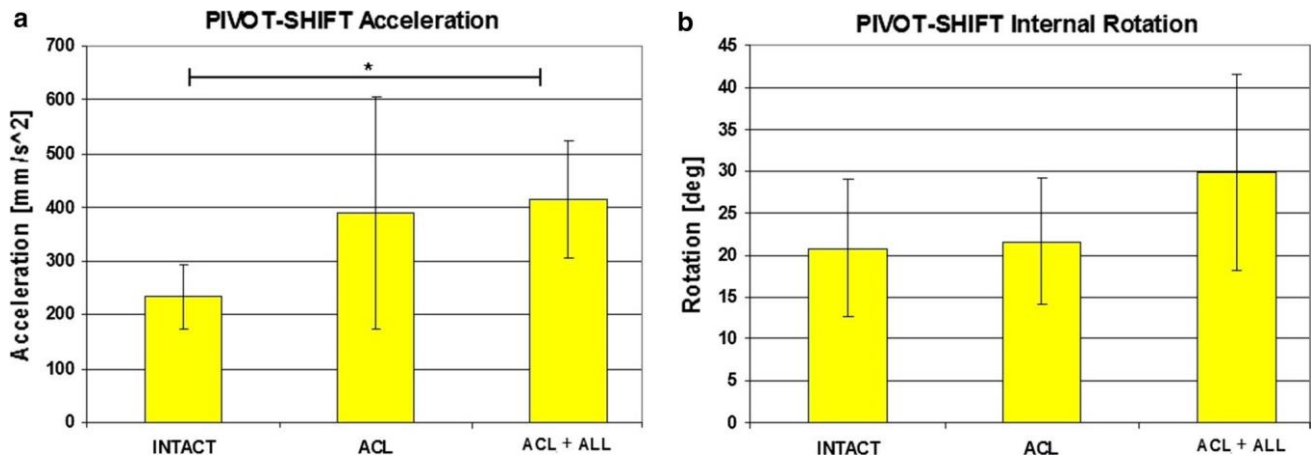 a
PIVOT-SHIFT Acceleration
Acceleration [mm/s^2]
700
600
500
400
300
200
100
0
*
INTACT
ACL
ACL + ALL
b
PIVOT-SHIFT Internal Rotation
Rotation [deg]
45
40
35
30
25
20
15
10
5
0
INTACT
ACL
ACL + ALL